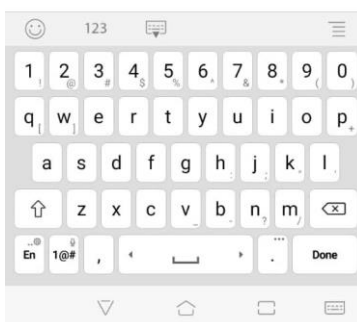 123
1 ! 2 @ 3 # 4 $ 5 % 6 ^ 7 & 8 * 9 ( 0 )
q [ w ] e r t y u i o p +
a s d f g h : j ; k l
z x c v _ b - n ? m /
En 1@# , . Done